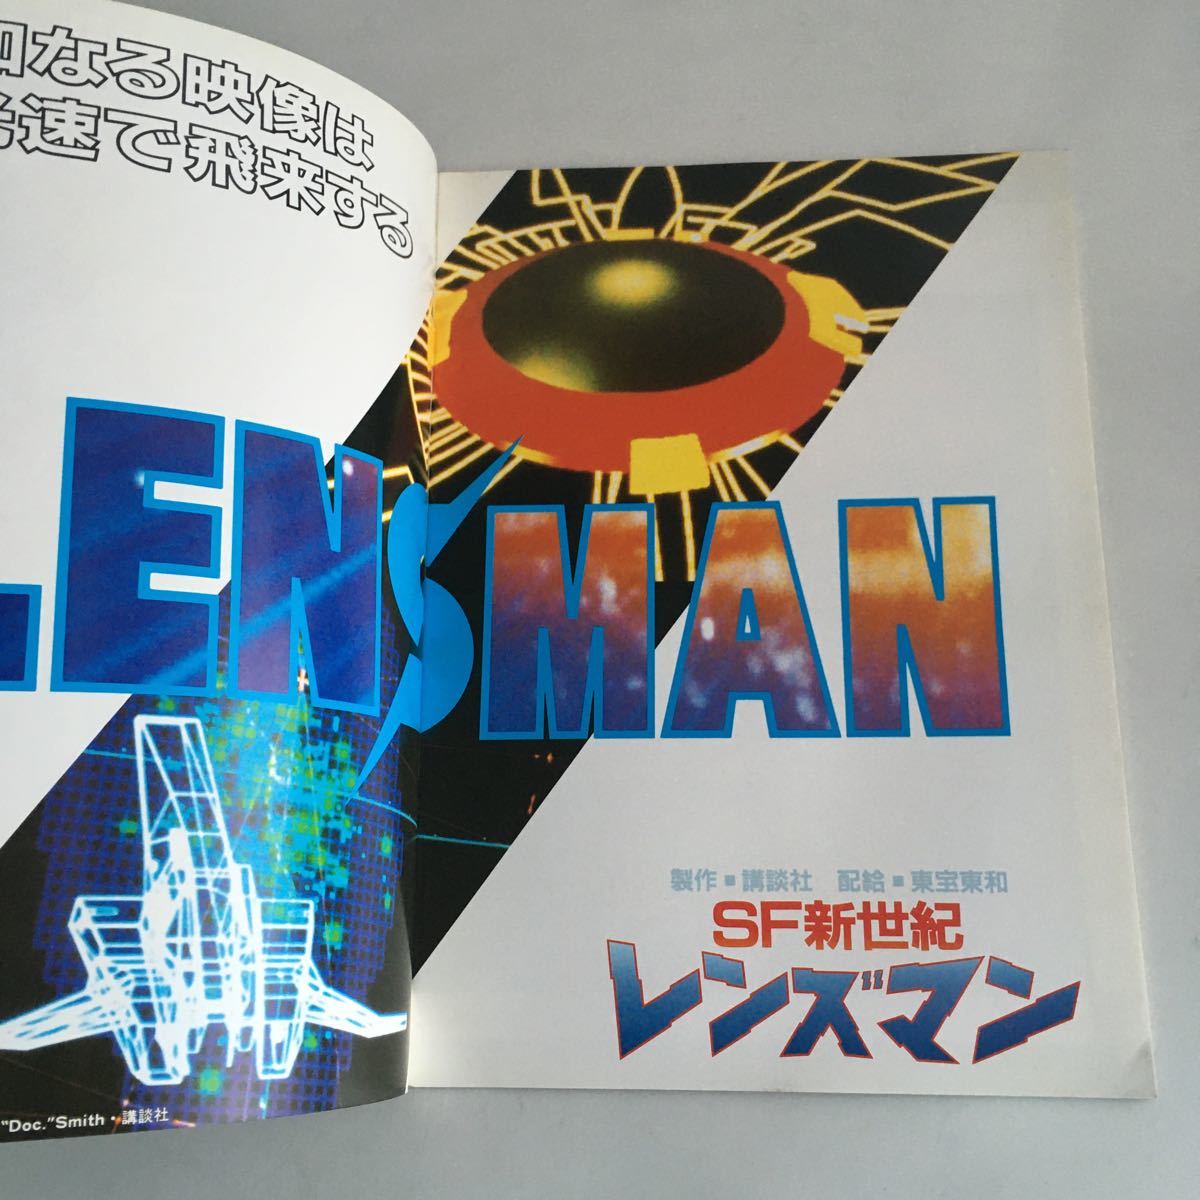 なる映像は
速で飛来する
LENSMAN
製作■講談社 配給■東宝東和
SF新世紀
レンズマン
"Doc."Smith・講談社